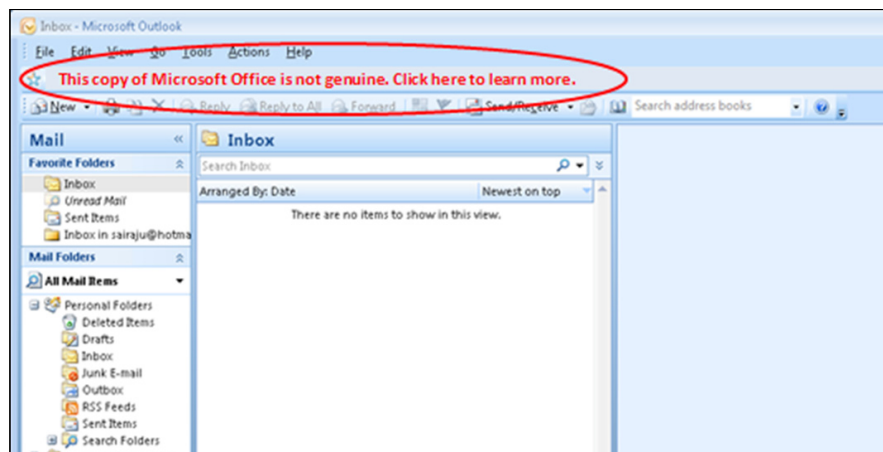 Inbox - Microsoft Outlook
File Edit View Go Tools Actions Help
This copy of Microsoft Office is not genuine. Click here to learn more.
New Reply Reply to All Forward Send/Receive Search address books
Mail «
Inbox
Favorite Folders
Search Inbox
Inbox
Arranged By: Date Newest on top
Unread Mail
There are no items to show in this view.
Sent Items
Inbox in sairaju@hotma
Mail Folders
All Mail Items
Personal Folders
Deleted Items
Drafts
Inbox
Junk E-mail
Outbox
RSS Feeds
Sent Items
Search Folders